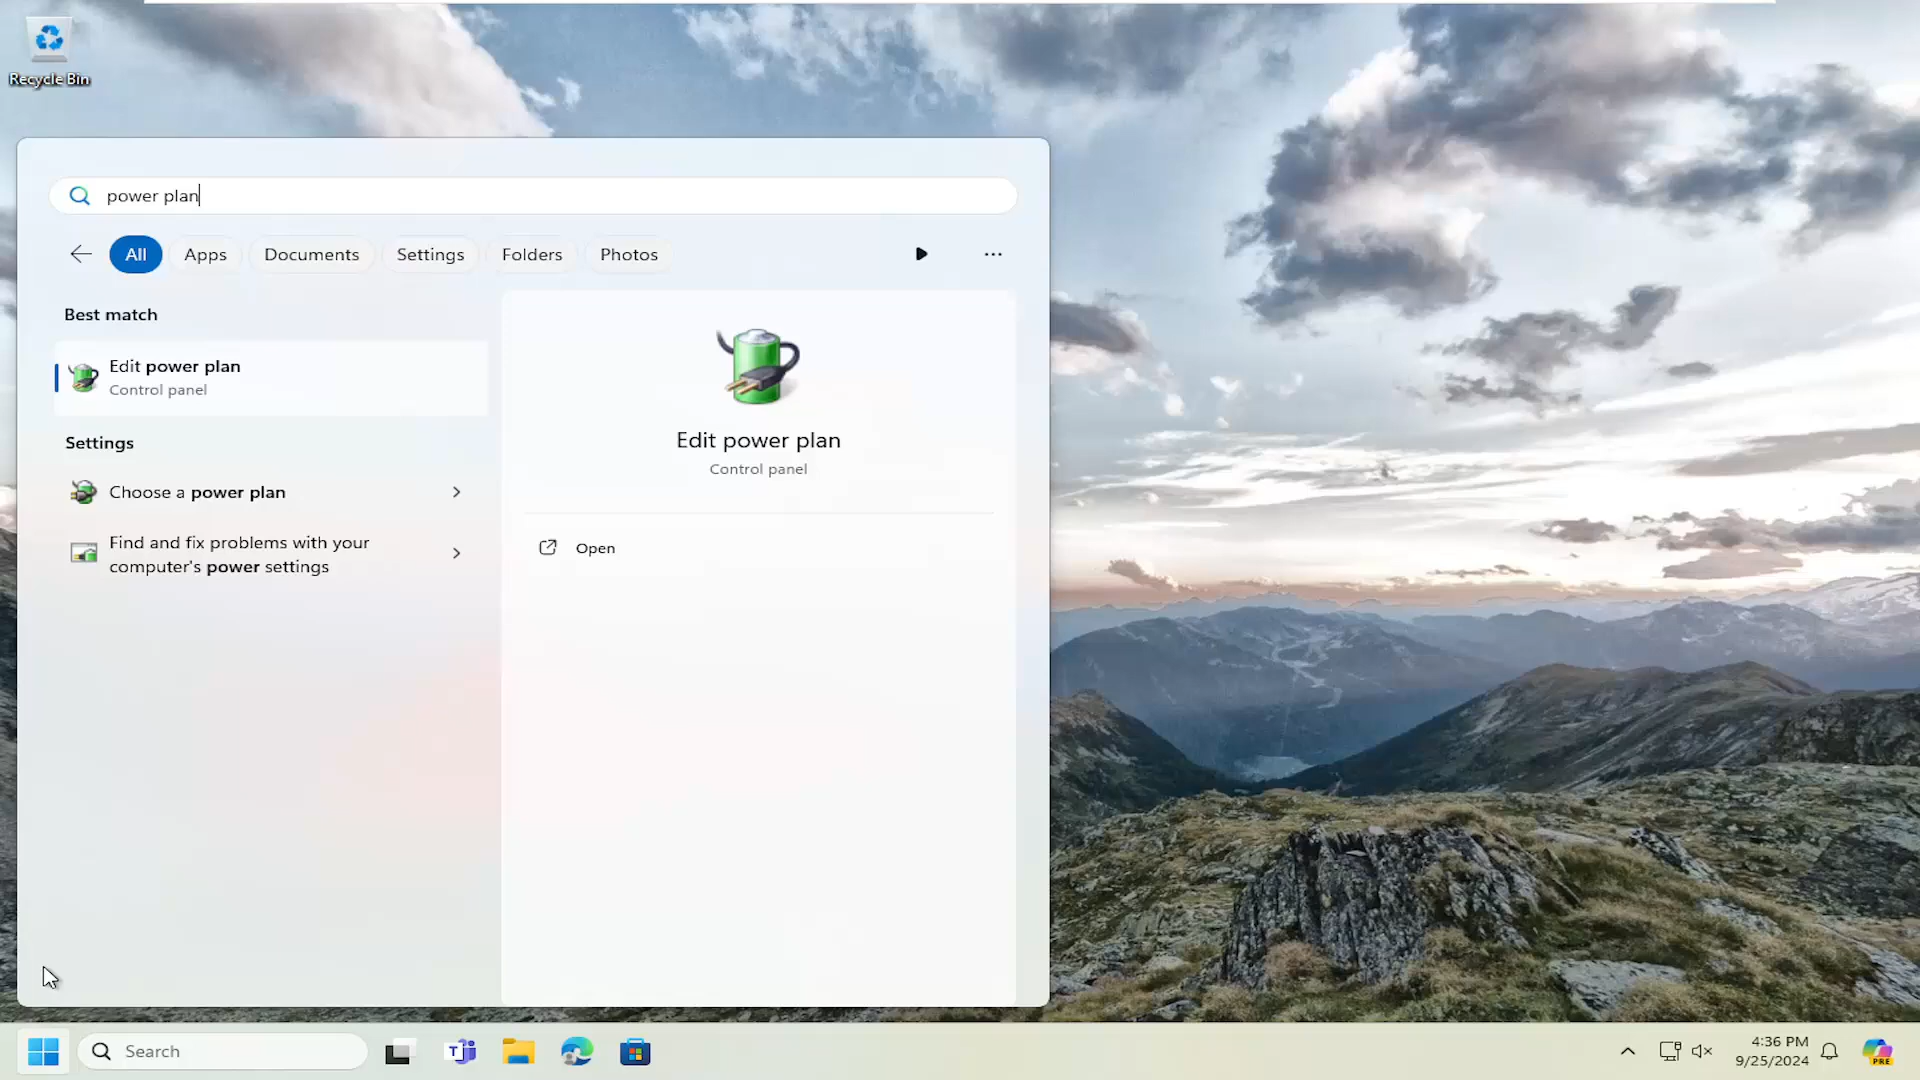 Recycle Bin
power plan
All
Apps
Documents
Settings
Folders
Photos
Best match
Edit power plan
Control panel
Settings
Choose a power plan
Find and fix problems with your
computer's power settings
Edit power plan
Control panel
Open
Search
4:36 PM
9/25/2024
PRE